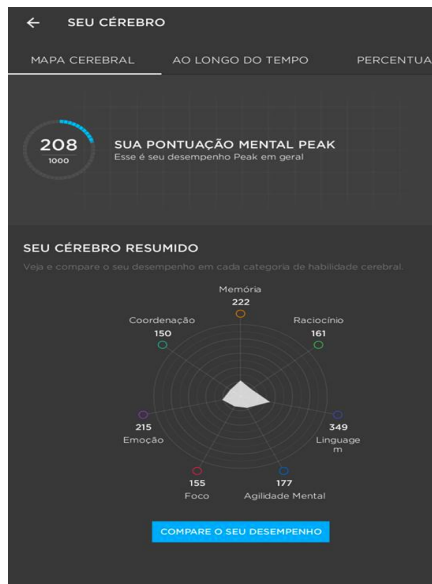 SEU CÉREBRO
MAPA CEREBRAL AO LONGO DO TEMPO PERCENTUA
208
1000
SUA PONTUAÇÃO MENTAL PEAK
Esse é seu desempenho Peak em geral
SEU CÉREBRO RESUMIDO
Veja e compare o seu desempenho em cada categoria de habilidade cerebral.
Memória
222
Coordenação
150
Raciocínio
161
215
Emoção
349
Linguage
m
155
Foco
177
Agilidade Mental
COMPARE O SEU DESEMPENHO